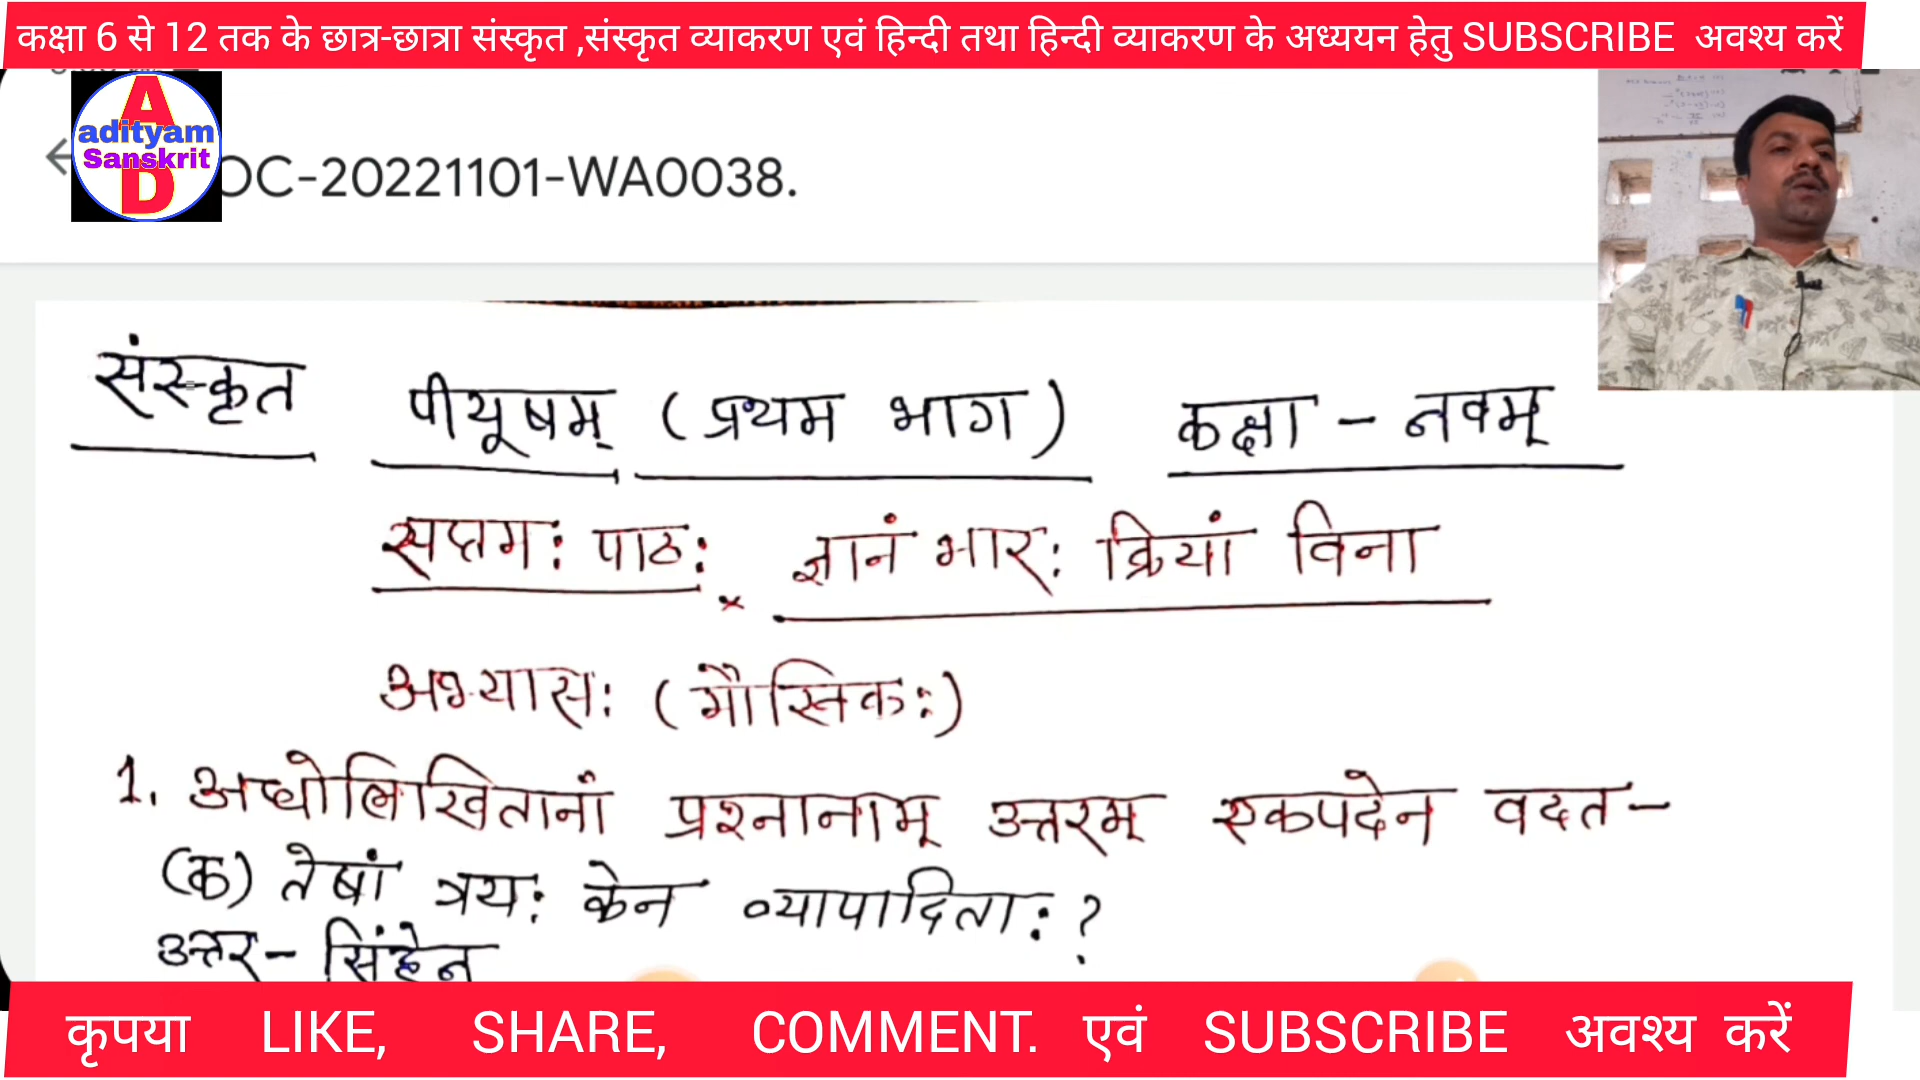 कक्षा 6 से 12 तक के छात्र-छात्रा संस्कृत ,संस्कृत व्याकरण एवं हिन्दी तथा हिन्दी व्याकरण के अध्ययन हेतु SUBSCRIBE अवश्य करें
A
adityam
Sanskrit
D
OC-20221101-WA0038.
संस्कृत पीयूषम् (प्रथम भाग) कक्षा - नवम्
सप्तमः पाठः × ज्ञानं भारः क्रियां विना
अभ्यासः (मौखिकः)
1. अधोलिखितानां प्रश्नानाम् उत्तरम् एकपदेन वदत-
(क) तेषां त्रयः केन व्यापादिताः?
उत्तर- सिंहेन
कृपया LIKE, SHARE, COMMENT. एवं SUBSCRIBE अवश्य करें